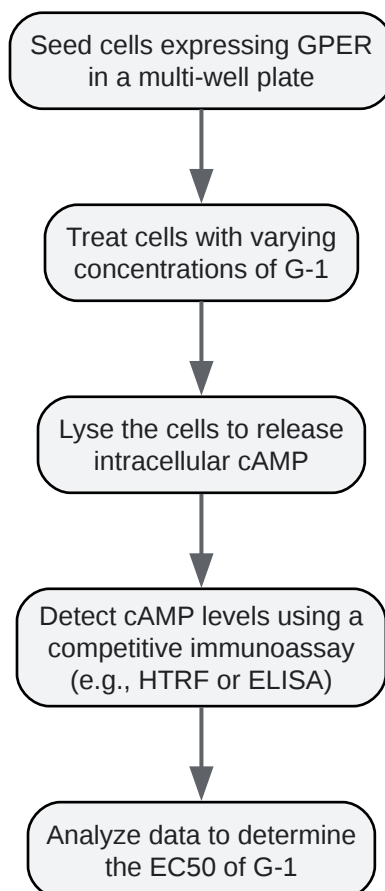 Seed cells expressing GPER
in a multi-well plate
Treat cells with varying
concentrations of G-1
Lyse the cells to release
intracellular cAMP
Detect cAMP levels using a
competitive immunoassay
(e.g., HTRF or ELISA)
Analyze data to determine
the EC50 of G-1